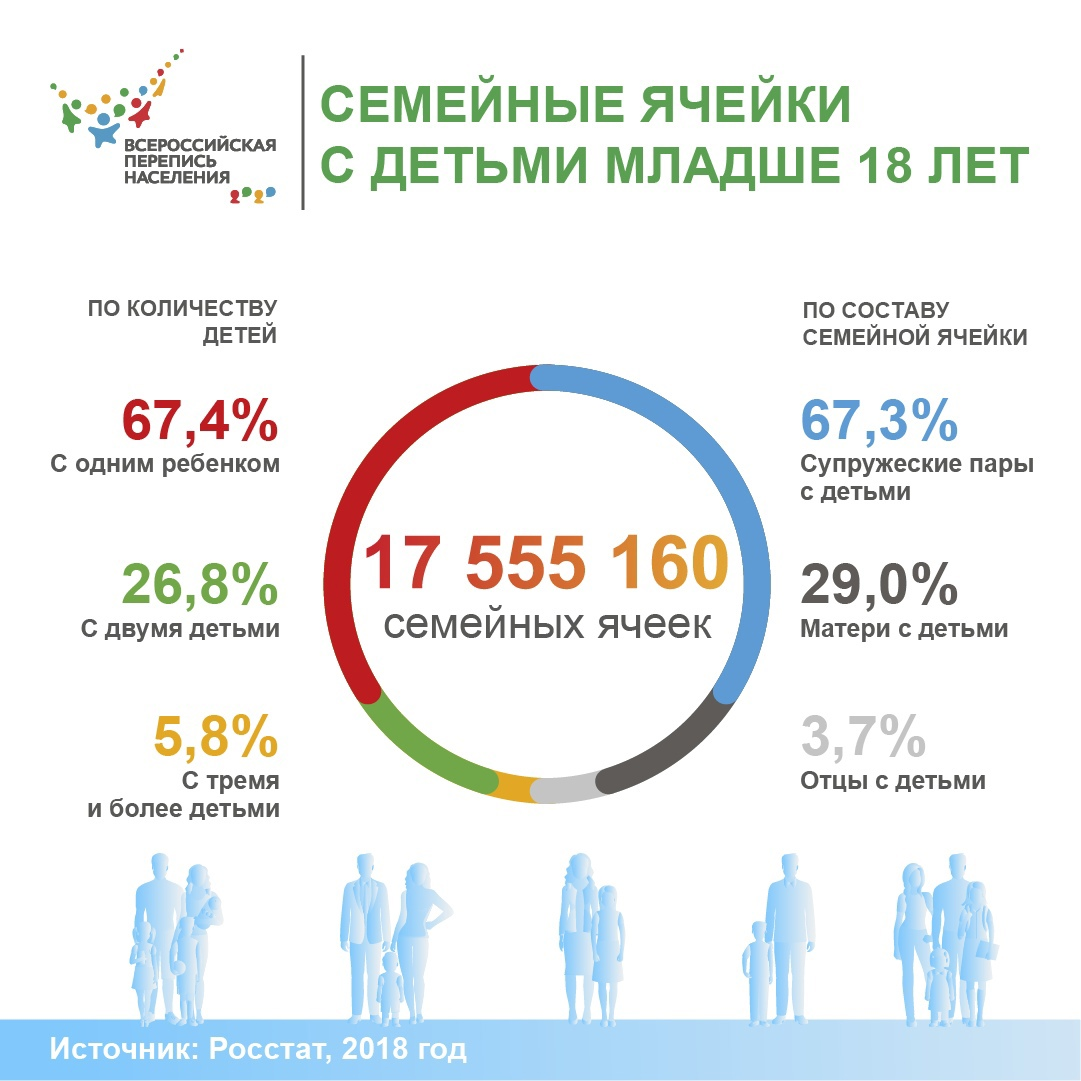 ВСЕРОССИЙСКАЯ
ПЕРЕПИСЬ
НАСЕЛЕНИЯ
2020
СЕМЕЙНЫЕ ЯЧЕЙКИ
С ДЕТЬМИ МЛАДШЕ 18 ЛЕТ
ПО КОЛИЧЕСТВУ
ДЕТЕЙ
67,4%
С одним ребенком
26,8%
С двумя детьми
5,8%
С тремя
и более детьми
17 555 160
семейных ячеек
ПО СОСТАВУ
СЕМЕЙНОЙ ЯЧЕЙКИ
67,3%
Супружеские пары
с детьми
29,0%
Матери с детьми
3,7%
Отцы с детьми
Источник: Росстат, 2018 год